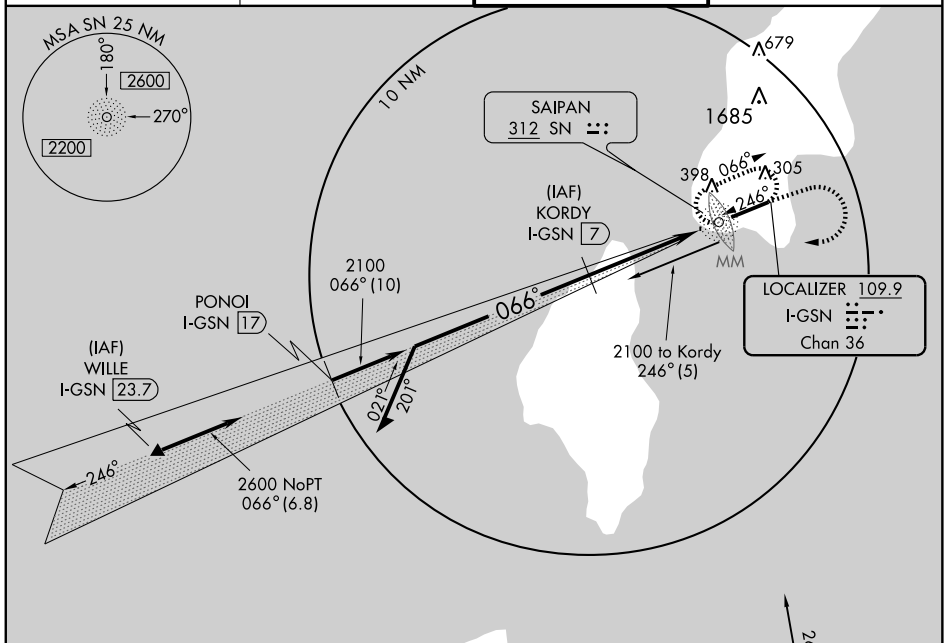 MSA SN 25 NM
180°
2600
270°
2200
10 NM
679
1685
SAIPAN
312 SN
398
066°
305
246°
(IAF)
KORDY
I-GSN 7
MM
2100
066° (10)
PONOI
I-GSN 17
066°
LOCALIZER 109.9
I-GSN
Chan 36
(IAF)
WILLE
I-GSN 23.7
2100 to Kordy
246° (5)
021°
201°
246°
2600 NoPT
066° (6.8)